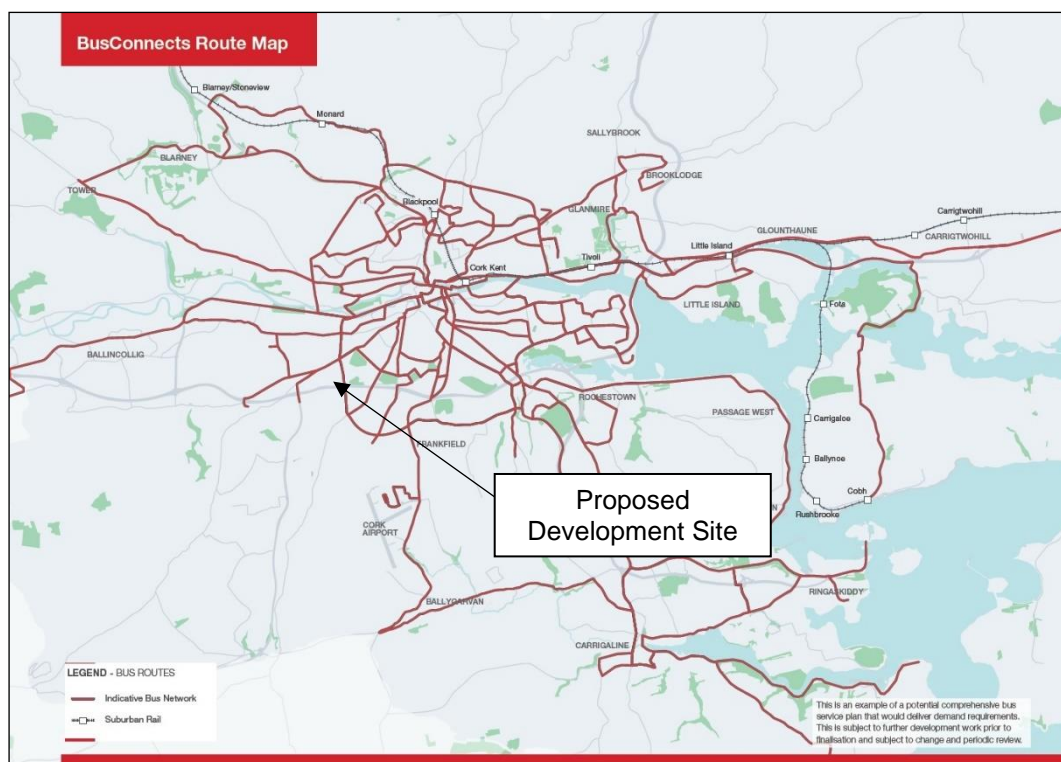 BusConnects Route Map
Blarney/Stoneview
Monard
SALLYBROOK
BLARNEY
BROOKLODGE
TOWER
Blackpool
GLANMIRE
Carrigtwohill
GLOUNTHAUNE
CARRIGTWOHILL
Little Island
Tivoli
Cork Kent
LITTLE ISLAND
Fota
BALLINCOLLIG
ROCHESTOWN
PASSAGE WEST
Carrigaloe
FRANKFIELD
Ballynoe
Proposed
Development Site
Cobh
Rushbrooke
CORK
AIRPORT
RINGASKIDDY
BALLYGARVAN
CARRIGALINE
LEGEND - BUS ROUTES
Indicative Bus Network
Suburban Rail
This is an example of a potential comprehensive bus
service plan that would deliver demand requirements.
This is subject to further development work prior to
finalisation and subject to change and periodic review.